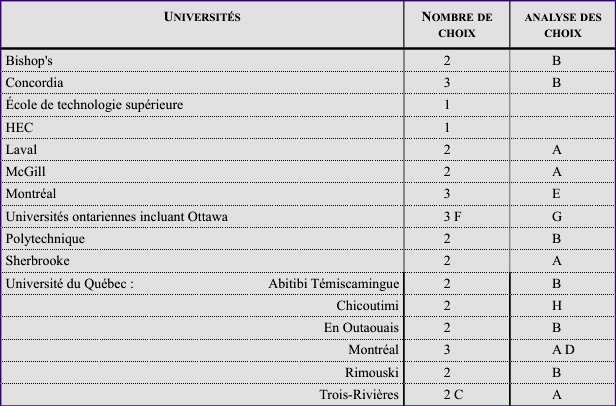 UNIVERSITÉS NOMBRE DE CHOIX ANALYSE DES CHOIX
Bishop's 2 B
Concordia 3 B
École de technologie supérieure 1
HEC 1
Laval 2 A
McGill 2 A
Montréal 3 E
Universités ontariennes incluant Ottawa 3 F G
Polytechnique 2 B
Sherbrooke 2 A
Université du Québec : Abitibi Témiscamingue 2 B
Chicoutimi 2 H
En Outaouais 2 B
Montréal 3 A D
Rimouski 2 B
Trois-Rivières 2 C A